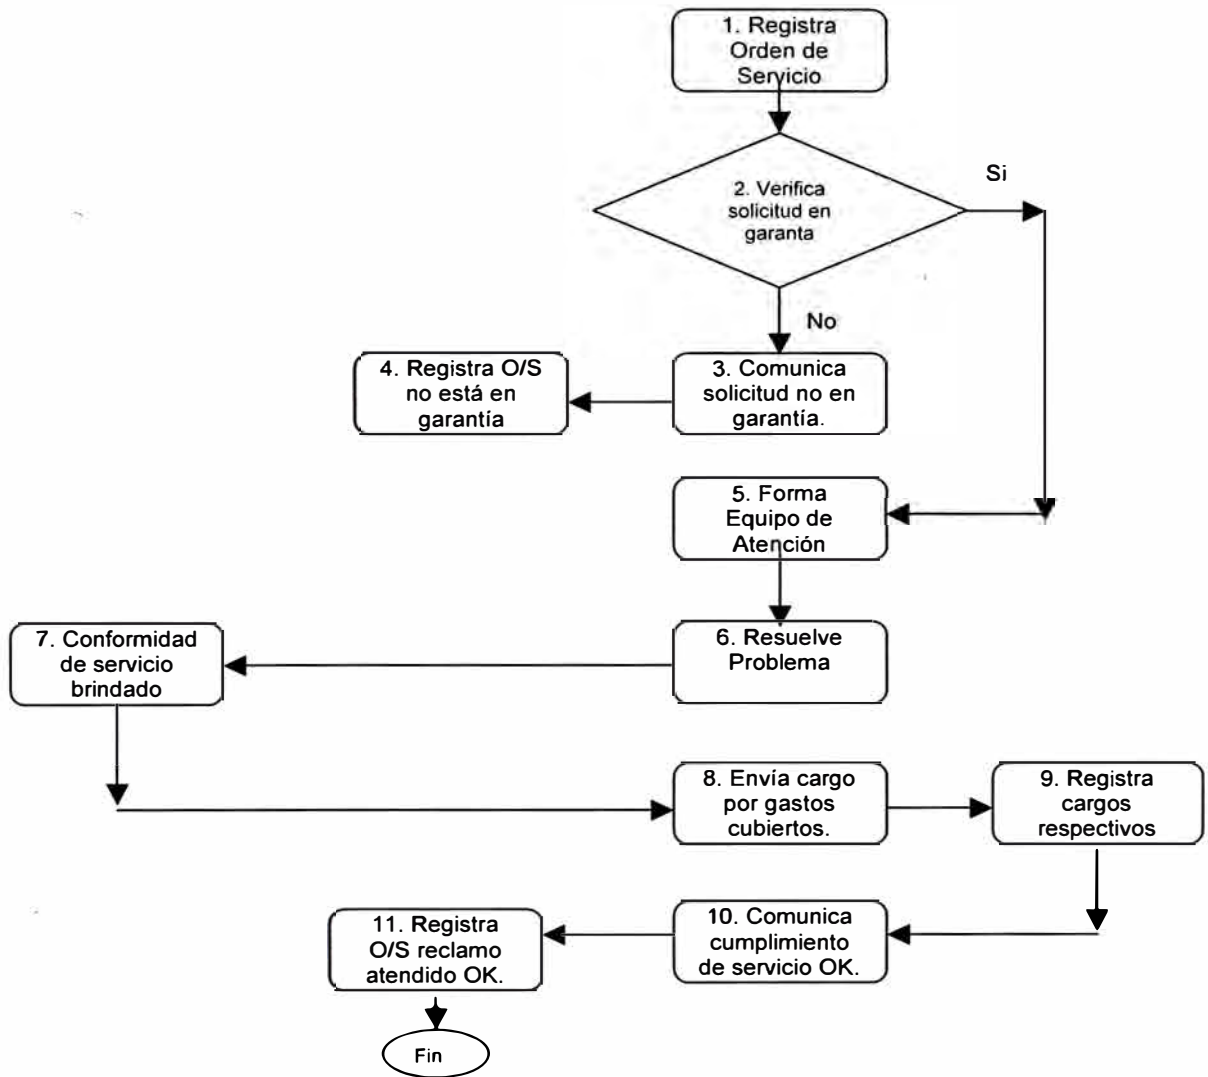 1. Registra
Orden de
Servicio
Si
2. Verifica
solicitud en
garanta
No
4. Registra O/S
no está en
garantía
3. Comunica
solicitud no en
garantía.
5. Forma
Equipo de
Atención
7. Conformidad
de servicio
brindado
6. Resuelve
Problema
8. Envía cargo
por gastos
cubiertos.
9. Registra
cargos
respectivos
11. Registra
O/S reclamo
atendido OK.
10. Comunica
cumplimiento
de servicio OK.
Fin